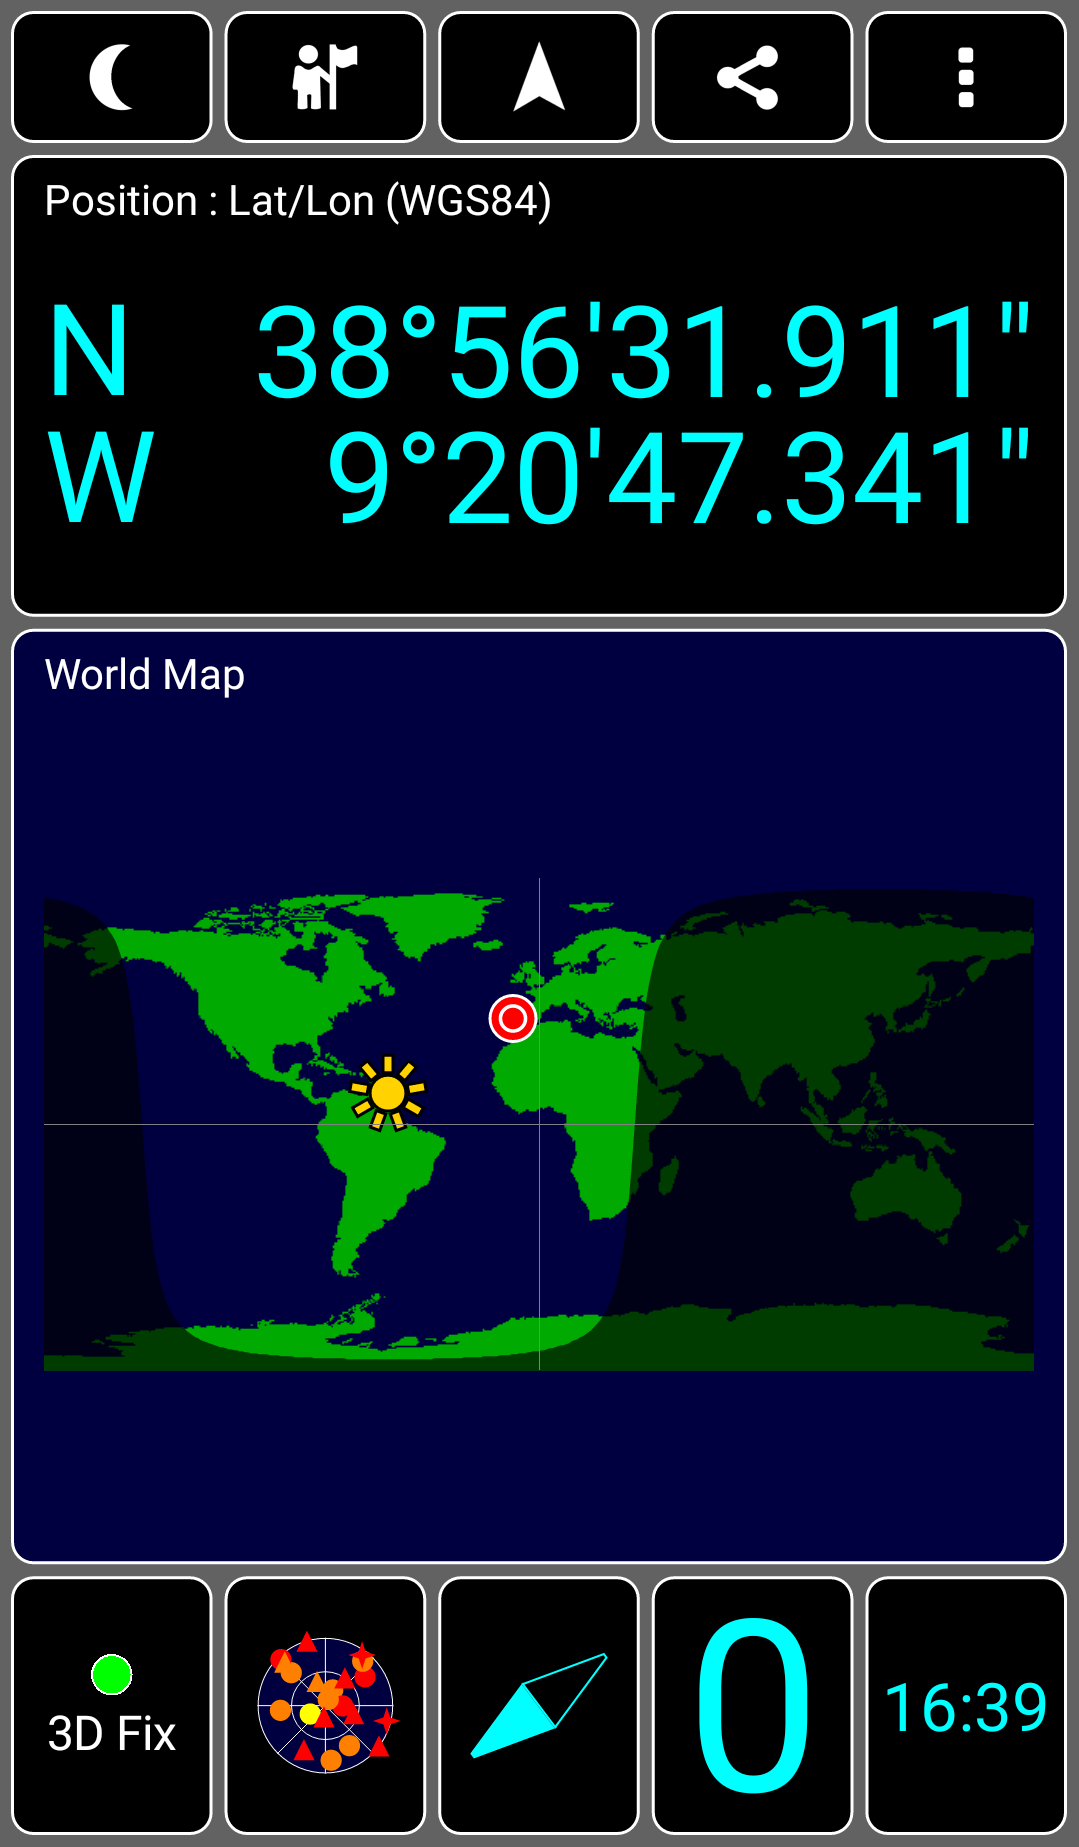 Position : Lat/Lon (WGS84)
N 38°56'31.911"
W 9°20'47.341"
World Map
3D Fix
0
16:39